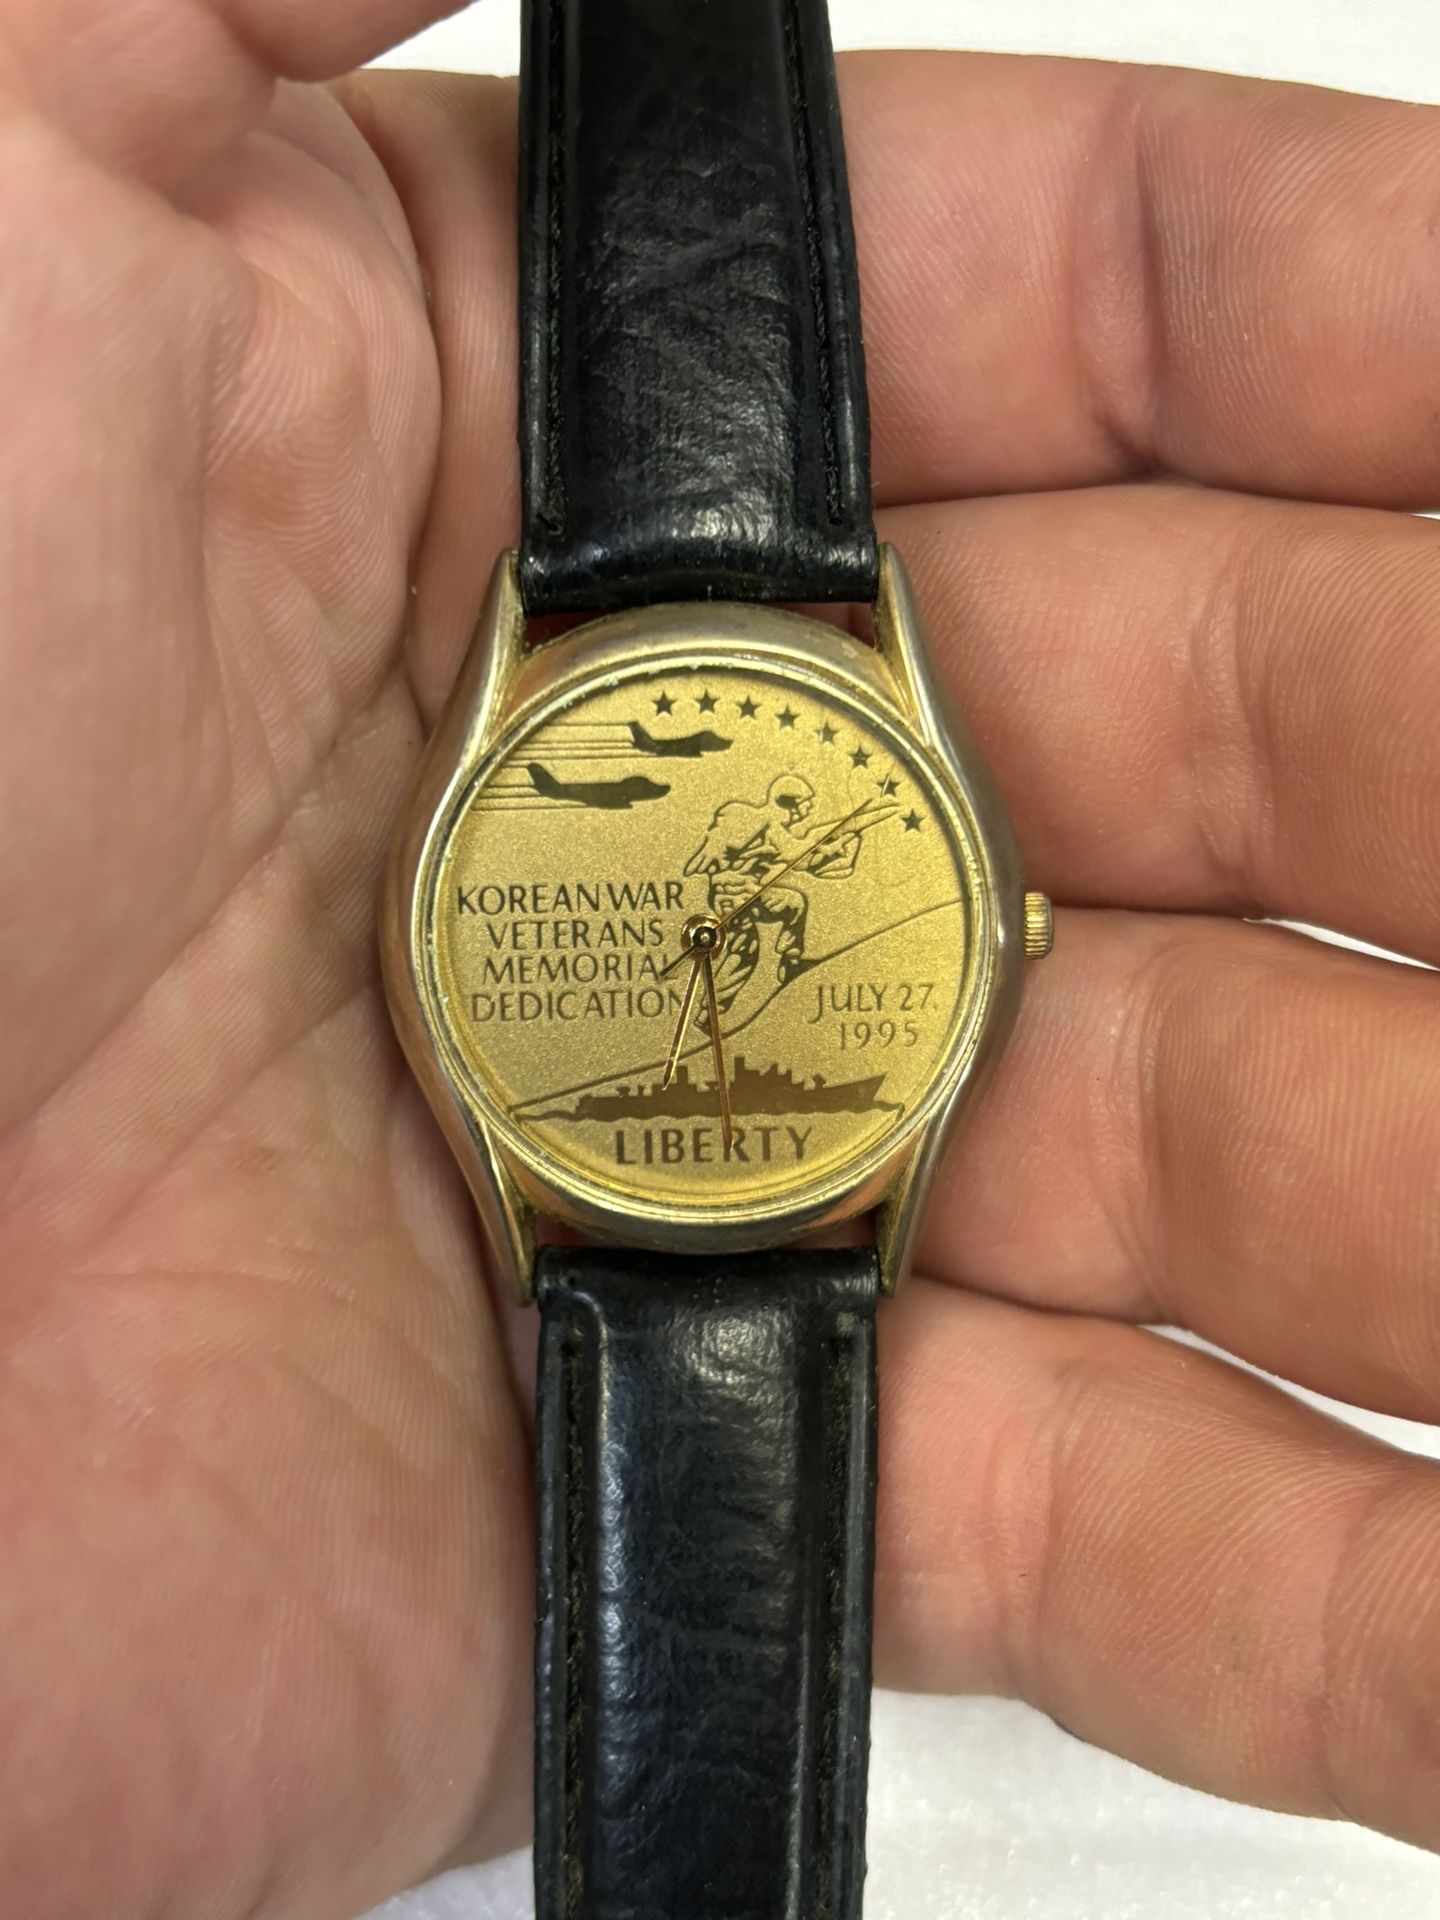 KOREAN WAR
VETERANS
MEMORIAL
DEDICATION
JULY 27,
1995
LIBERTY